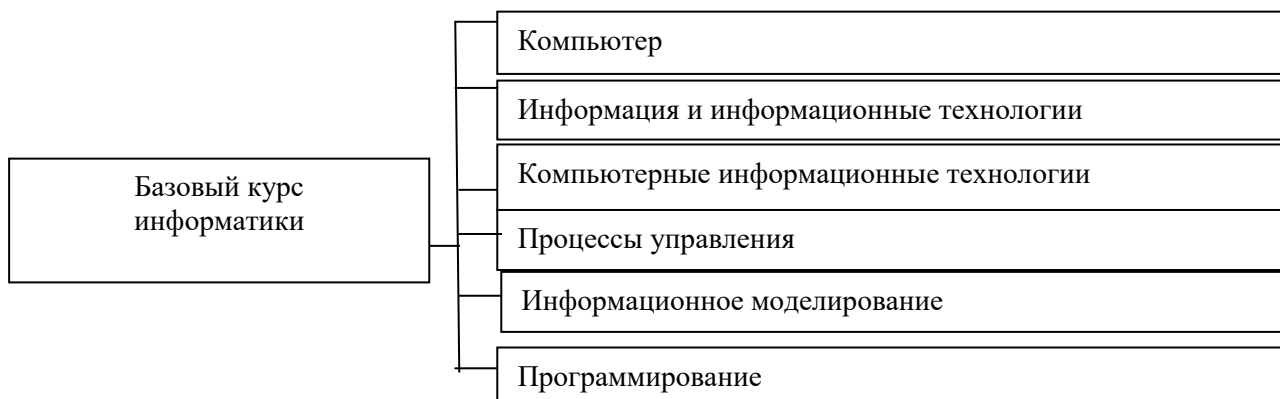 Компьютер
Информация и информационные технологии
Компьютерные информационные технологии
Базовый курс
информатики
Процессы управления
Информационное моделирование
Программирование